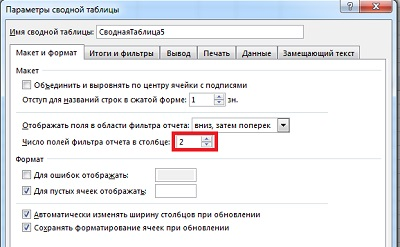 Параметры сводной таблицы
Имя сводной таблицы: СводнаяТаблица5
Макет и формат Итоги и фильтры Вывод Печать Данные Замещающий текст
Макет
Объединить и выровнять по центру ячейки с подписями
Отступ для названий строк в сжатой форме: 1 зн.
Отображать поля в области фильтра отчета: вниз, затем поперек
Число полей фильтра отчета в столбце: 2
Формат
Для ошибок отображать:
Для пустых ячеек отображать:
Автоматически изменять ширину столбцов при обновлении
Сохранять форматирование ячеек при обновлении